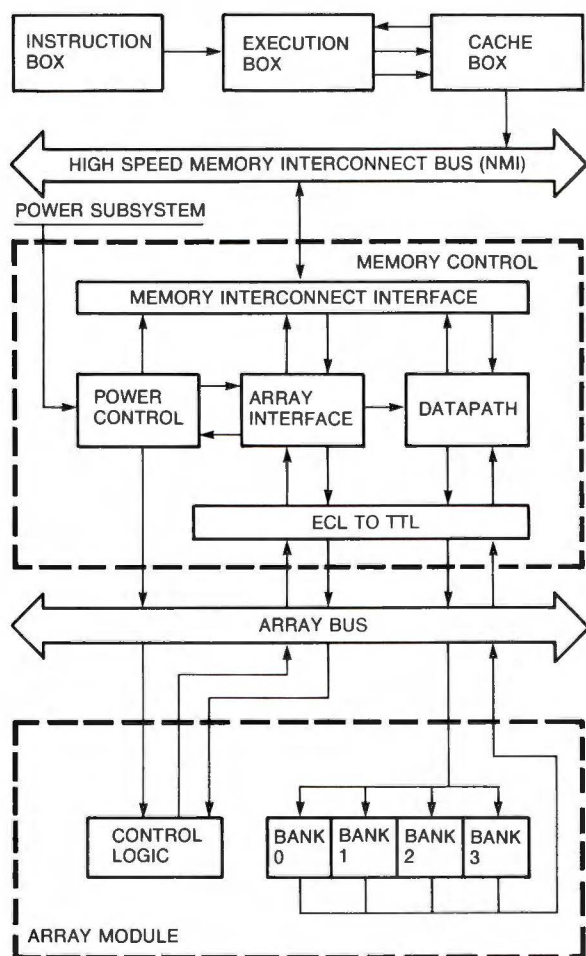 INSTRUCTION
BOX
EXECUTION
BOX
CACHE
BOX
HIGH SPEED MEMORY INTERCONNECT BUS (NMI)
POWER SUBSYSTEM
MEMORY CONTROL
MEMORY INTERCONNECT INTERFACE
POWER
CONTROL
ARRAY
INTERFACE
DATAPATH
ECL TO TTL
ARRAY BUS
CONTROL
LOGIC
BANK
0
BANK
1
BANK
2
BANK
3
ARRAY MODULE